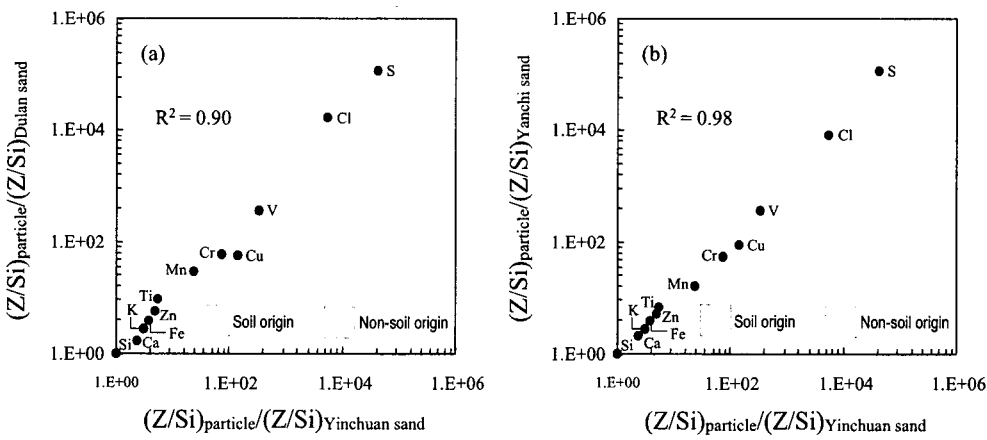 1.E+06
(a)
S
R² = 0.90
Cl
1.E+04
V
1.E+02
Cr
Cu
Mn
Ti
K
Zn
Fe
Soil origin
Non-soil origin
Si
Ca
1.E+00
1.E+00 1.E+02 1.E+04 1.E+06
(Z/Si)particle/(Z/Si)Dulan sand
(Z/Si)particle/(Z/Si)Yinchuan sand
1.E+06
(b)
S
R² = 0.98
Cl
1.E+04
V
1.E+02
Cu
Cr
Mn
Ti
K
Zn
Fe
Soil origin
Non-soil origin
Si
Ca
1.E+00
1.E+00 1.E+02 1.E+04 1.E+06
(Z/Si)particle/(Z/Si)Yanchi sand
(Z/Si)particle/(Z/Si)Yinchuan sand